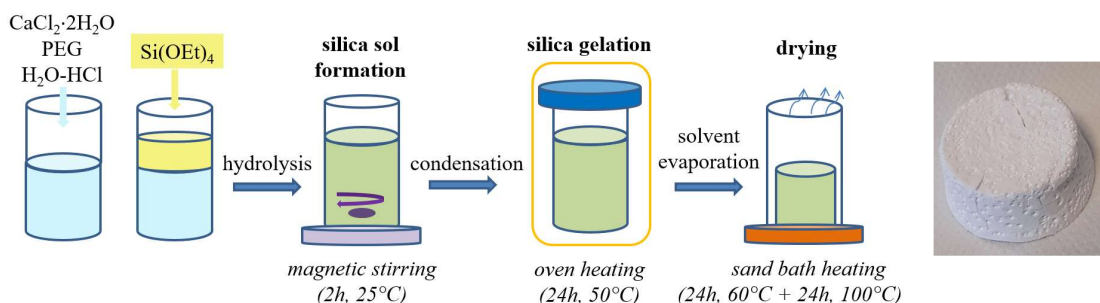 CaCl₂·2H₂O
PEG
H₂O-HCl
Si(OEt)₄
hydrolysis
silica sol
formation
magnetic stirring
(2h, 25°C)
condensation
silica gelation
oven heating
(24h, 50°C)
solvent
evaporation
drying
sand bath heating
(24h, 60°C + 24h, 100°C)